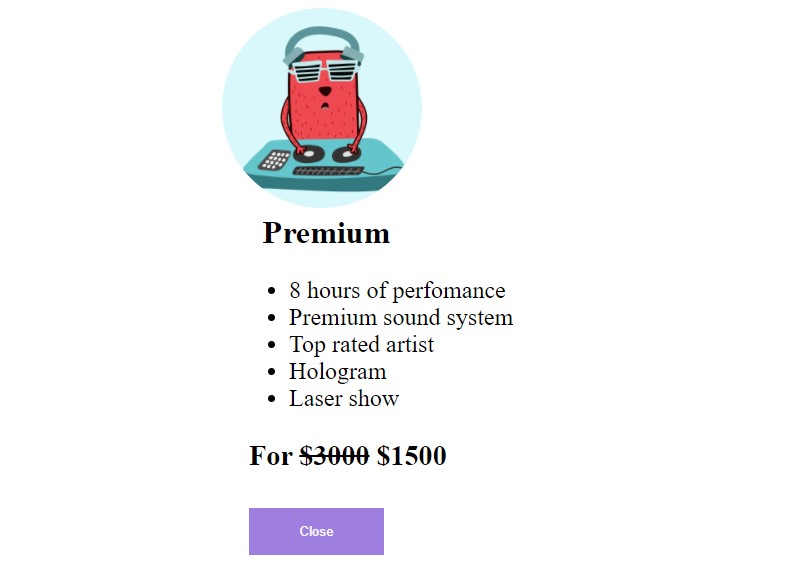 Premium
8 hours of perfomance
Premium sound system
Top rated artist
Hologram
Laser show
For $3000 $1500
Close